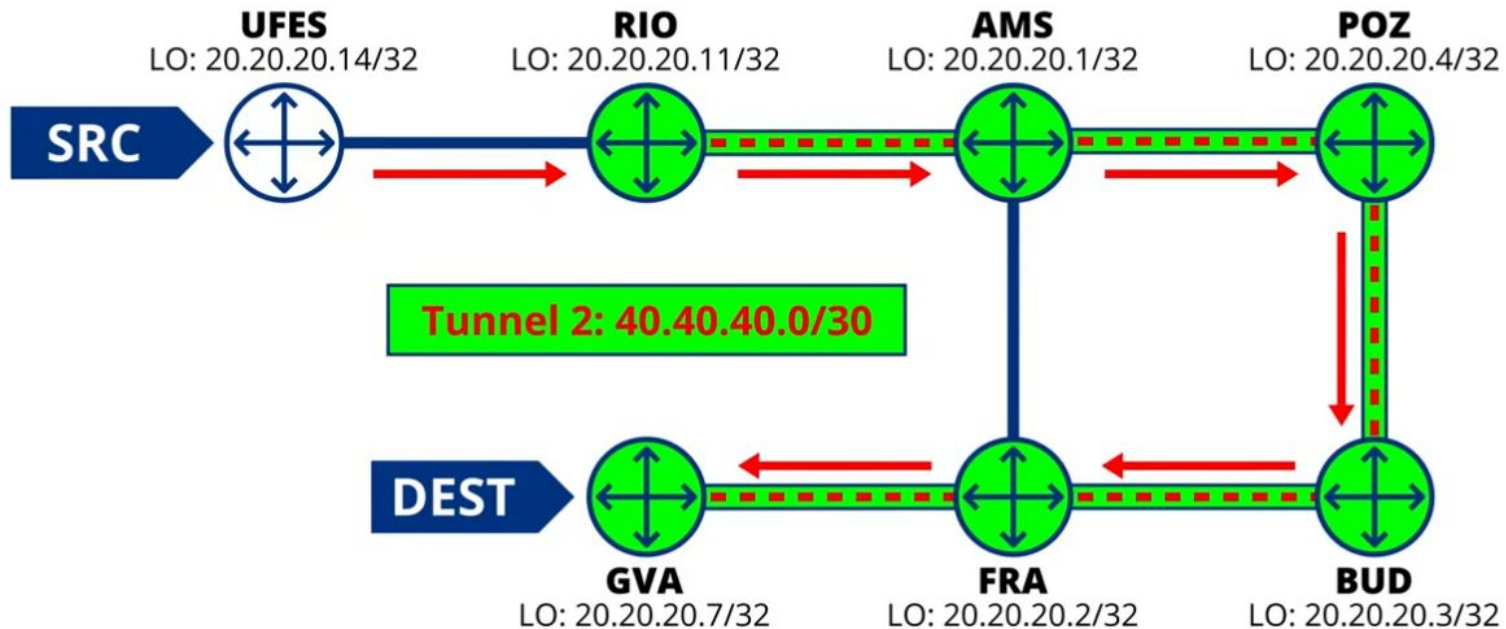 UFES
LO: 20.20.20.14/32
RIO
LO: 20.20.20.11/32
AMS
LO: 20.20.20.1/32
POZ
LO: 20.20.20.4/32
SRC
Tunnel 2: 40.40.40.0/30
DEST
GVA
LO: 20.20.20.7/32
FRA
LO: 20.20.20.2/32
BUD
LO: 20.20.20.3/32